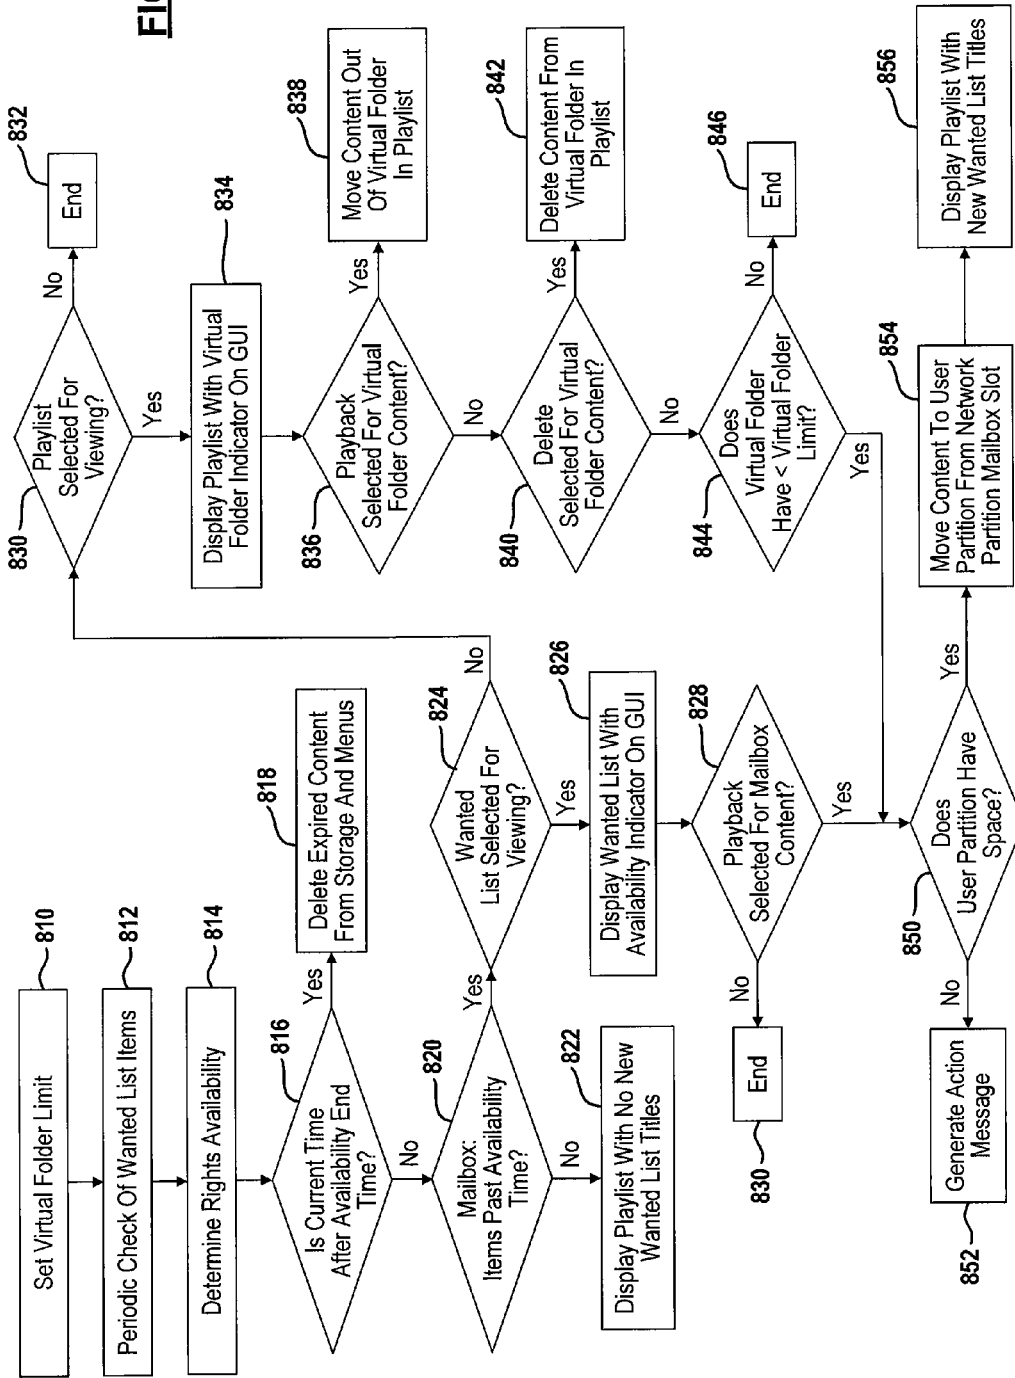 FIG
810
Set Virtual Folder Limit
812
Periodic Check Of Wanted List Items
814
Determine Rights Availability
816
Is Current Time
After Availability End
Time?
Yes
818
Delete Expired Content
From Storage And Menus
No
820
Mailbox:
Items Past Availability
Time?
No
822
Display Playlist With No New
Wanted List Titles
Yes
824
Wanted
List Selected For
Viewing?
No
Yes
826
Display Wanted List With
Availability Indicator On GUI
828
Playback
Selected For Mailbox
Content?
No
End
830
Yes
830
Playlist
Selected For
Viewing?
No
832
End
Yes
834
Display Playlist With Virtual
Folder Indicator On GUI
836
Playback
Selected For Virtual
Folder Content?
Yes
838
Move Content Out
Of Virtual Folder
In Playlist
No
840
Delete
Selected For Virtual
Folder Content?
Yes
842
Delete Content From
Virtual Folder In
Playlist
No
844
Does
Virtual Folder
Have < Virtual Folder
Limit?
No
846
End
Yes
850
Does
User Partition Have
Space?
No
Generate Action
Message
852
Yes
854
Move Content To User
Partition From Network
Partition Mailbox Slot
856
Display Playlist With
New Wanted List Titles